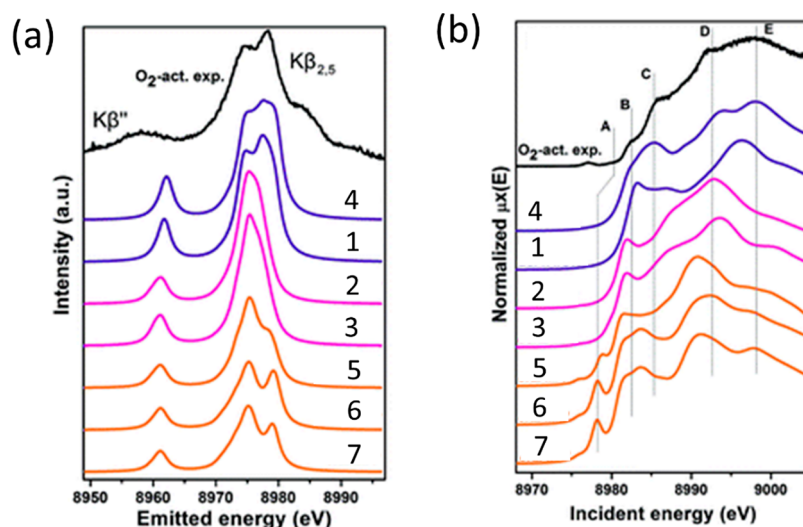 (a)
O₂-act. exp.
Kβ"
Kβ₂,₅
4
1
2
3
5
6
7
Intensity (a.u.)
8950 8960 8970 8980 8990
Emitted energy (eV)
(b)
A
B
C
D
E
O₂-act. exp.
4
1
2
3
5
6
7
Normalized μx(E)
8970 8980 8990 9000
Incident energy (eV)